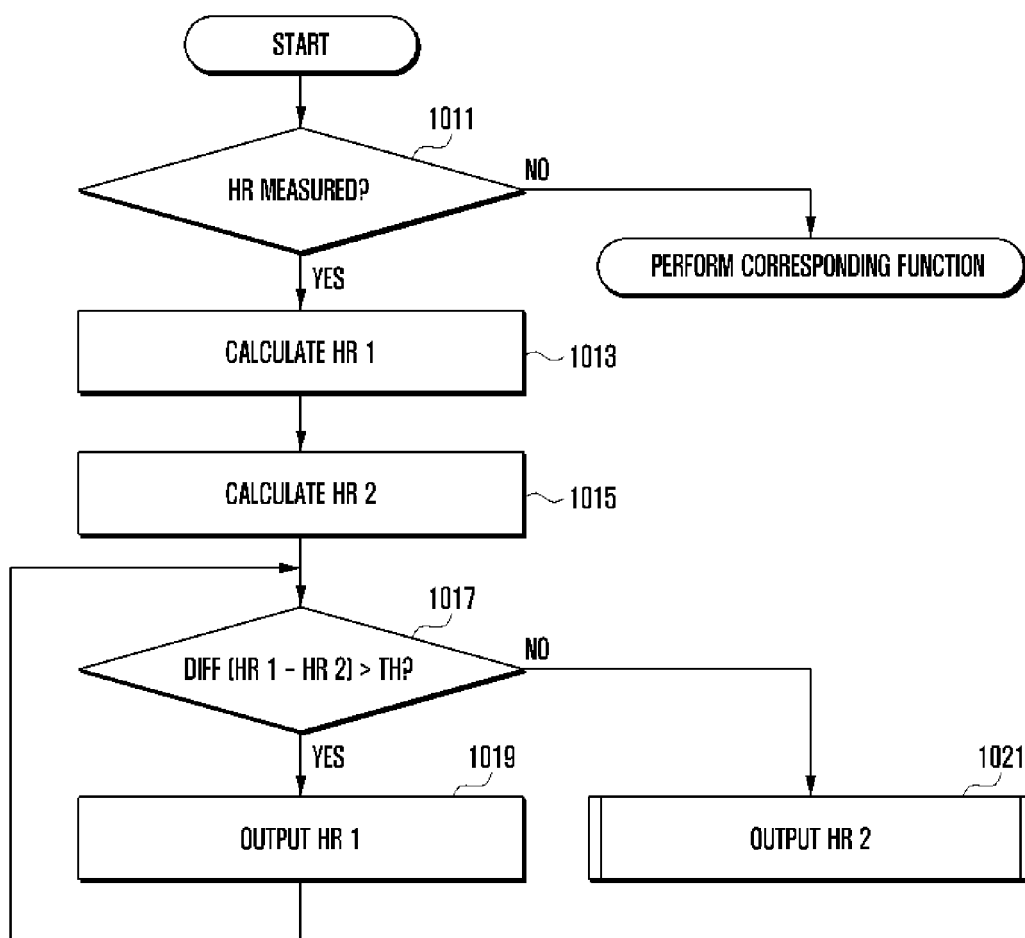 START
1011
HR MEASURED?
NO
PERFORM CORRESPONDING FUNCTION
YES
CALCULATE HR 1
1013
CALCULATE HR 2
1015
1017
DIFF (HR 1 – HR 2) > TH?
NO
YES
1019
1021
OUTPUT HR 1
OUTPUT HR 2